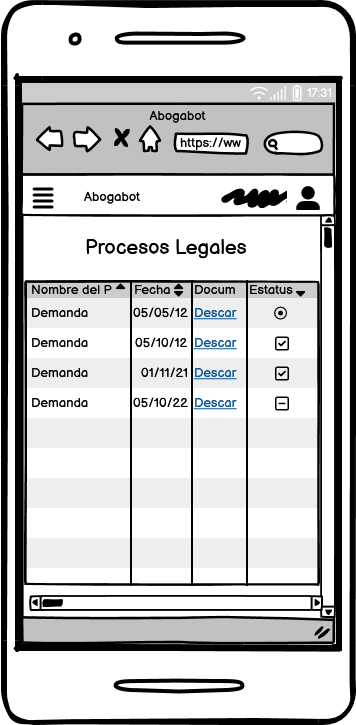 17:31
Abogabot
https://ww
Abogabot
Procesos Legales
Nombre del P Fecha Docum Estatus
Demanda 05/05/12 Descar
Demanda 05/10/12 Descar
Demanda 01/11/21 Descar
Demanda 05/10/22 Descar